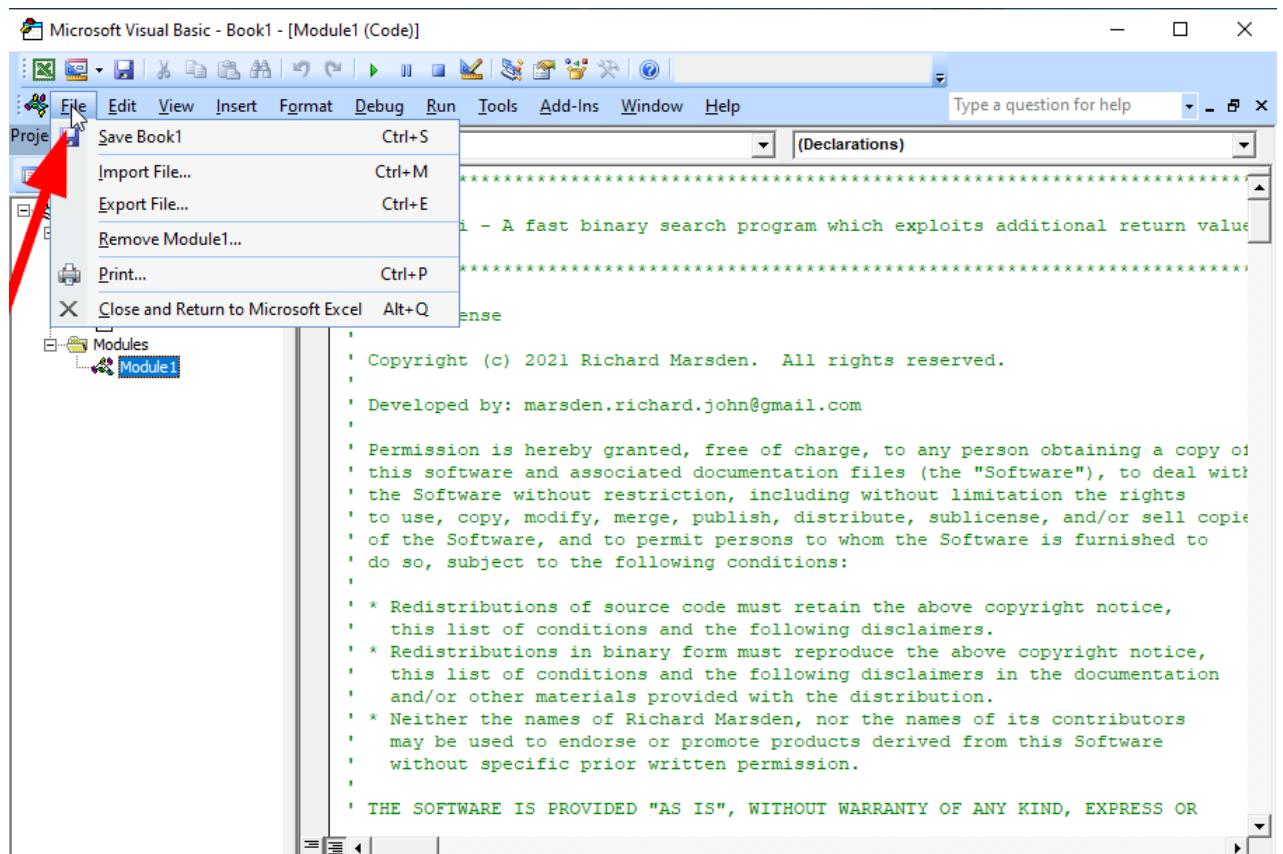 Microsoft Visual Basic - Book1 - [Module1 (Code)]
File Edit View Insert Format Debug Run Tools Add-Ins Window Help Type a question for help
Proje
Save Book1 Ctrl+S
Import File... Ctrl+M
Export File... Ctrl+E
Remove Module1...
Print... Ctrl+P
Close and Return to Microsoft Excel Alt+Q
Modules
Module1
(Declarations)
************************************************************************
i - A fast binary search program which exploits additional return value
************************************************************************
ense
'
' Copyright (c) 2021 Richard Marsden.  All rights reserved.
'
' Developed by: marsden.richard.john@gmail.com
'
' Permission is hereby granted, free of charge, to any person obtaining a copy of
' this software and associated documentation files (the "Software"), to deal with
' the Software without restriction, including without limitation the rights
' to use, copy, modify, merge, publish, distribute, sublicense, and/or sell copie
' of the Software, and to permit persons to whom the Software is furnished to
' do so, subject to the following conditions:
'
' * Redistributions of source code must retain the above copyright notice,
'   this list of conditions and the following disclaimers.
' * Redistributions in binary form must reproduce the above copyright notice,
'   this list of conditions and the following disclaimers in the documentation
'   and/or other materials provided with the distribution.
' * Neither the names of Richard Marsden, nor the names of its contributors
'   may be used to endorse or promote products derived from this Software
'   without specific prior written permission.
'
' THE SOFTWARE IS PROVIDED "AS IS", WITHOUT WARRANTY OF ANY KIND, EXPRESS OR